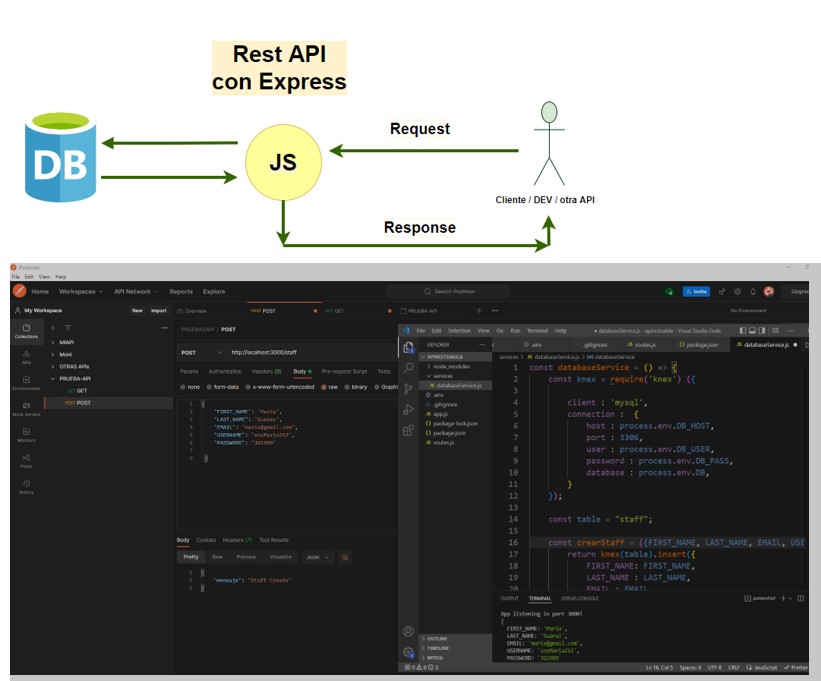 Rest API
con Express
DB
JS
Request
Response
Cliente / DEV / otra API
Postman
File Edit View Help
Home Workspaces API Network Reports Explore
Search Postman
Invite
Upgrade
My Workspace
New Import
Overview
POST
GET
PRUEBA-API
No Environment
Collections
APIs
Environments
Mock Servers
Monitors
Flows
History
MiAPI
Moni
OTRAS APIs
PRUEBA-API
GET
POST POST
PRUEBASAPI / POST
POST
http://localhost:3000/staff
Params Authorization Headers (9) Body Pre-request Script Tests
none form-data x-www-form-urlencoded raw binary GraphQ
1 {
2 "FIRST_NAME": "Maria",
3 "LAST_NAME": "Suarez",
4 "EMAIL": "maria@gmail.com",
5 "USERNAME": "soyMaria212",
6 "PASSWORD":
7
8 }
Body Cookies Headers (7) Test Results
Pretty Raw Preview Visualize JSON
1 {
2 "mensaje": "Staff Creado"
3 }
File Edit Selection View Go Run Terminal Help
databaseService.js - apirestsakila - Visual Studio Code
EXPLORER
APIRESTSAKILA
node_modules
services
databaseService.js
.env
.gitignore
app.js
package-lock.json
package.json
routes.js
OUTLINE
TIMELINE
MYSQL
.env
.gitignore
routes.js
package.json
databaseService.js
services > databaseService.js > databaseService
1 const databaseService = () => {
2 const knex = require('knex') ({
3
4 client : 'mysql',
5 connection : {
6 host : process.env.DB_HOST,
7 port : 3306,
8 user : process.env.DB_USER,
9 password : process.env.DB_PASS,
10 database : process.env.DB,
11 }
12 });
13
14 const table = "staff";
15
16 const crearStaff = ({FIRST_NAME, LAST_NAME, EMAIL, USE
17 return knex(table).insert({
18 FIRST_NAME: FIRST_NAME,
19 LAST_NAME : LAST_NAME,
20 EMAIL : EMAIL
OUTPUT TERMINAL DEBUG CONSOLE
powershell
App listening in port 3000!
{
FIRST_NAME: 'Maria',
LAST_NAME: 'Suarez',
EMAIL: 'maria@gmail.com',
USERNAME: 'soyMaria212',
PASSWORD:
Ln 16, Col 5 Spaces: 4 UTF-8 CRLF JavaScript Prettier